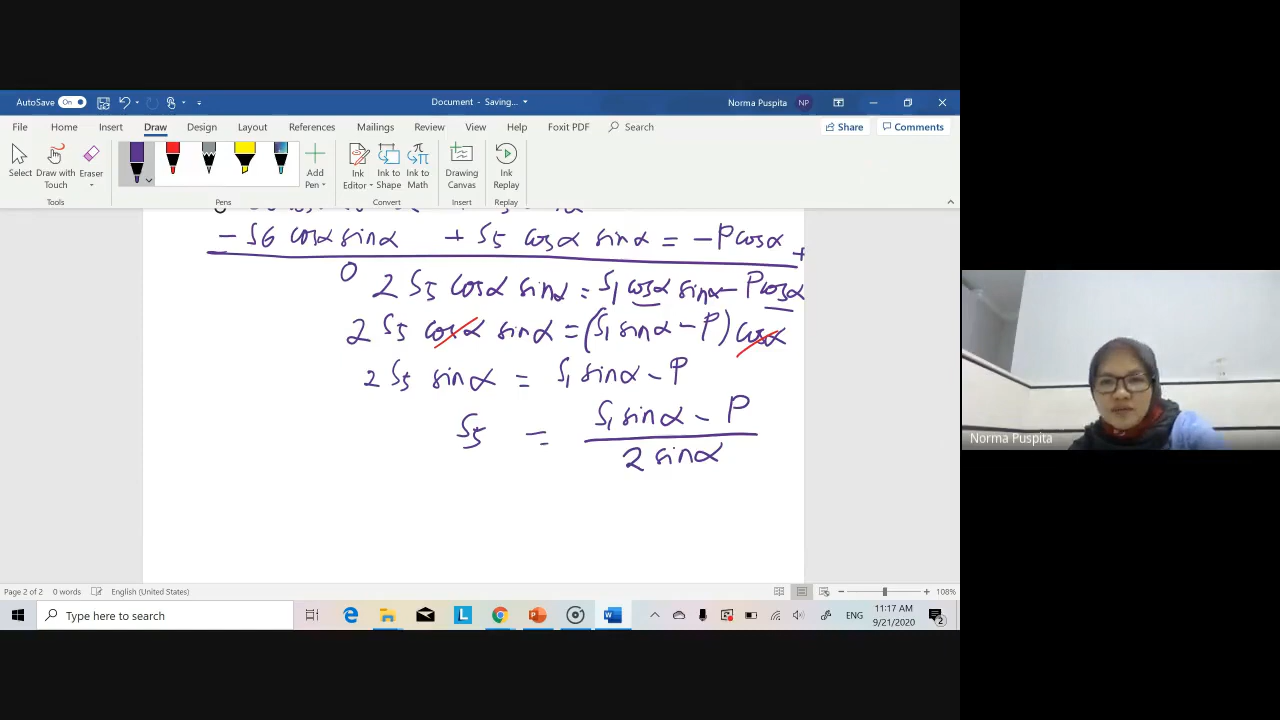 AutoSave On Document - Saving... Norma Puspita NP
File Home Insert Draw Design Layout References Mailings Review View Help Foxit PDF Search Share Comments
Select Draw with Touch Eraser Add Pen Ink Editor Ink to Shape Ink to Math Drawing Canvas Ink Replay
Tools Pens Convert Insert Replay
- S6 cosα sinα + S5 cosα sinα = -Pcosα +
0 2 S5 cosα sinα = S1 cosα sinα - Pcosα
2 S5 cosα sinα = (S1 sinα - P) cosα
2 S5 sinα = S1 sinα - P
S5 = S1 sinα - P
2 sinα
Norma Puspita
Page 2 of 2 0 words English (United States) 108%
Type here to search ENG 11:17 AM
9/21/2020 2